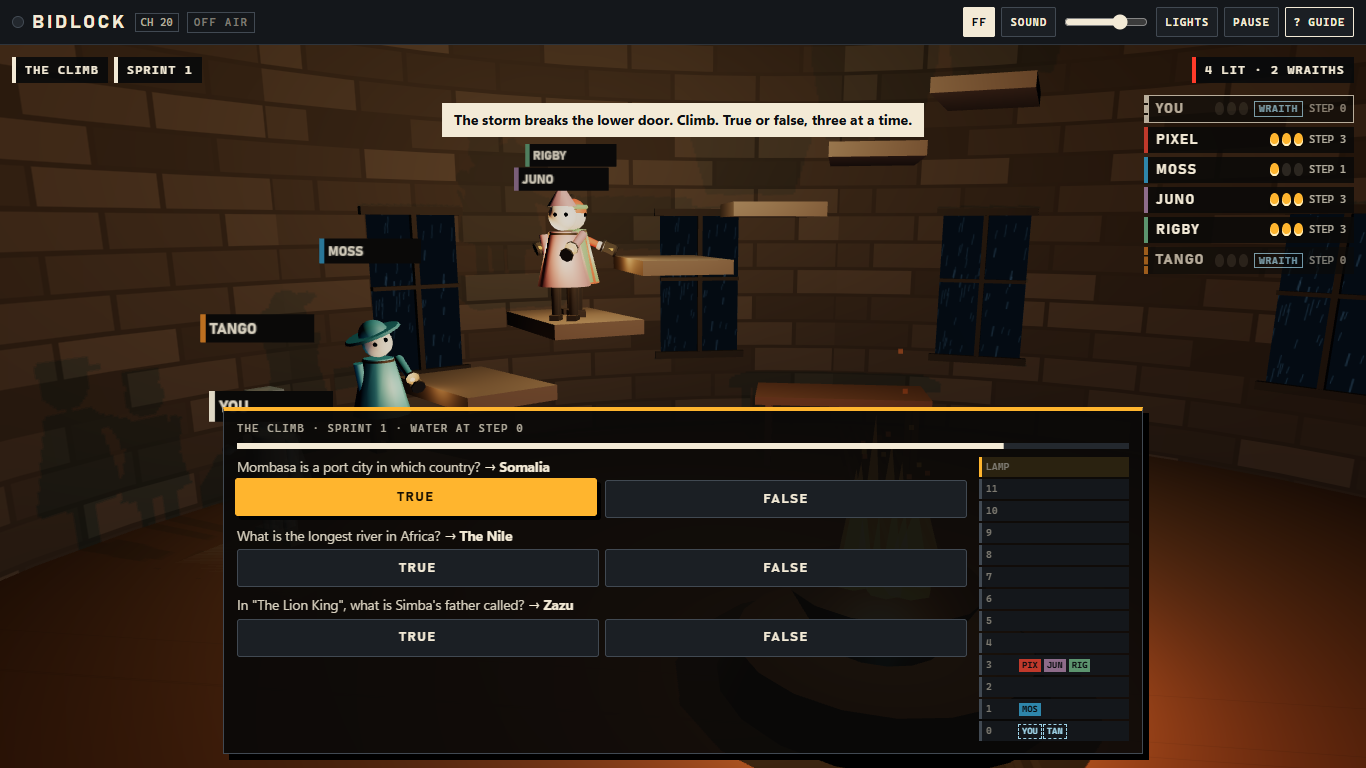 BIDLOCK CH 20 OFF AIR FF SOUND LIGHTS PAUSE ? GUIDE
THE CLIMB SPRINT 1
4 LIT · 2 WRAITHS
The storm breaks the lower door. Climb. True or false, three at a time.
YOU WRAITH STEP 0
PIXEL STEP 3
MOSS STEP 1
JUNO STEP 3
RIGBY STEP 3
TANGO WRAITH STEP 0
RIGBY
JUNO
MOSS
TANGO
YOU
THE CLIMB · SPRINT 1 · WATER AT STEP 0
Mombasa is a port city in which country? → Somalia
TRUE FALSE
What is the longest river in Africa? → The Nile
TRUE FALSE
In "The Lion King", what is Simba's father called? → Zazu
TRUE FALSE
LAMP
11
10
9
8
7
6
5
4
3 PIX JUN RIG
2
1 MOS
0 YOU TAN